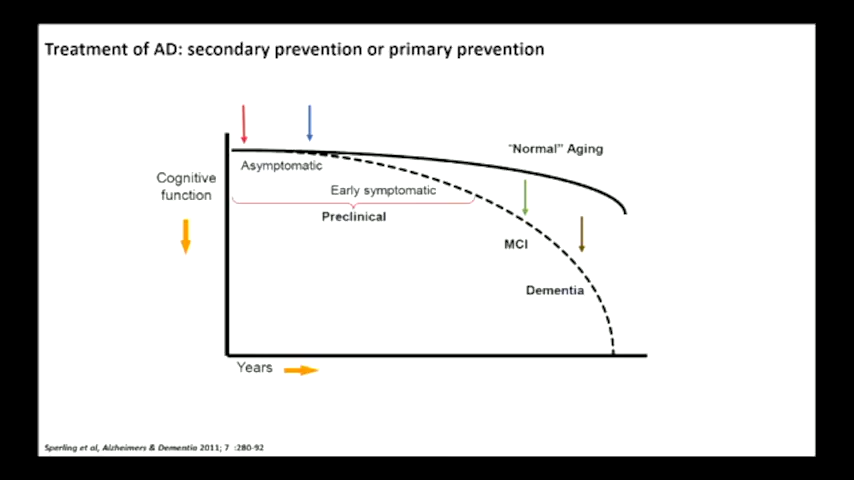 Treatment of AD: secondary prevention or primary prevention
"Normal" Aging
Asymptomatic
Cognitive
function
Early symptomatic
Preclinical
MCI
Dementia
Years
Sperling et al, Alzheimers & Dementia 2011; 7 :280-92